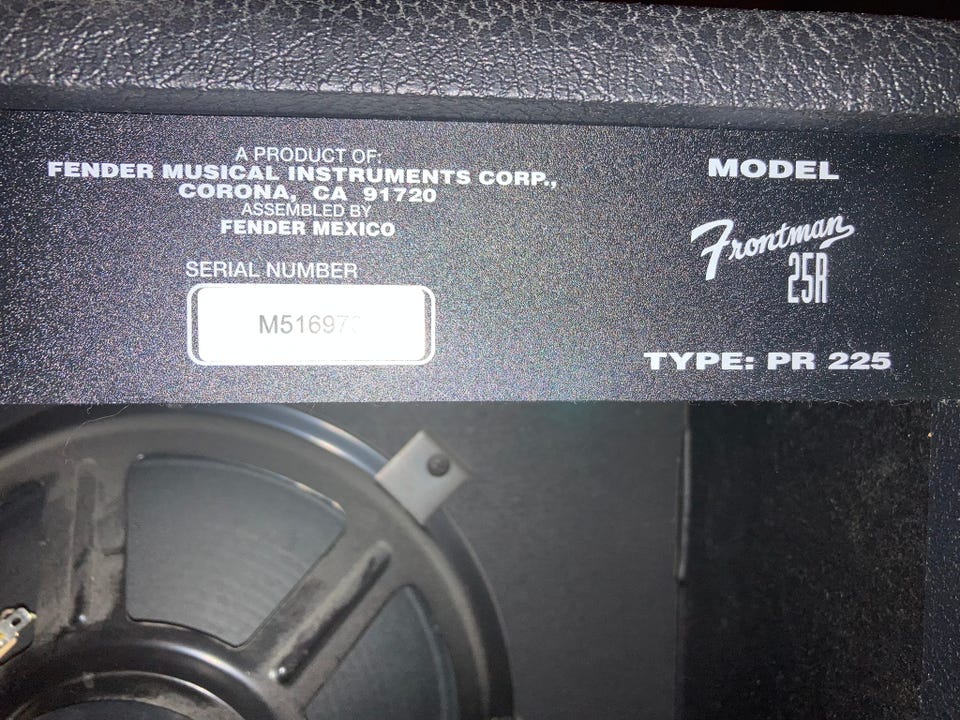 A PRODUCT OF:
FENDER MUSICAL INSTRUMENTS CORP.,
CORONA, CA 91720
ASSEMBLED BY
FENDER MEXICO
SERIAL NUMBER
MODEL
Frontman
25R
TYPE: PR 225